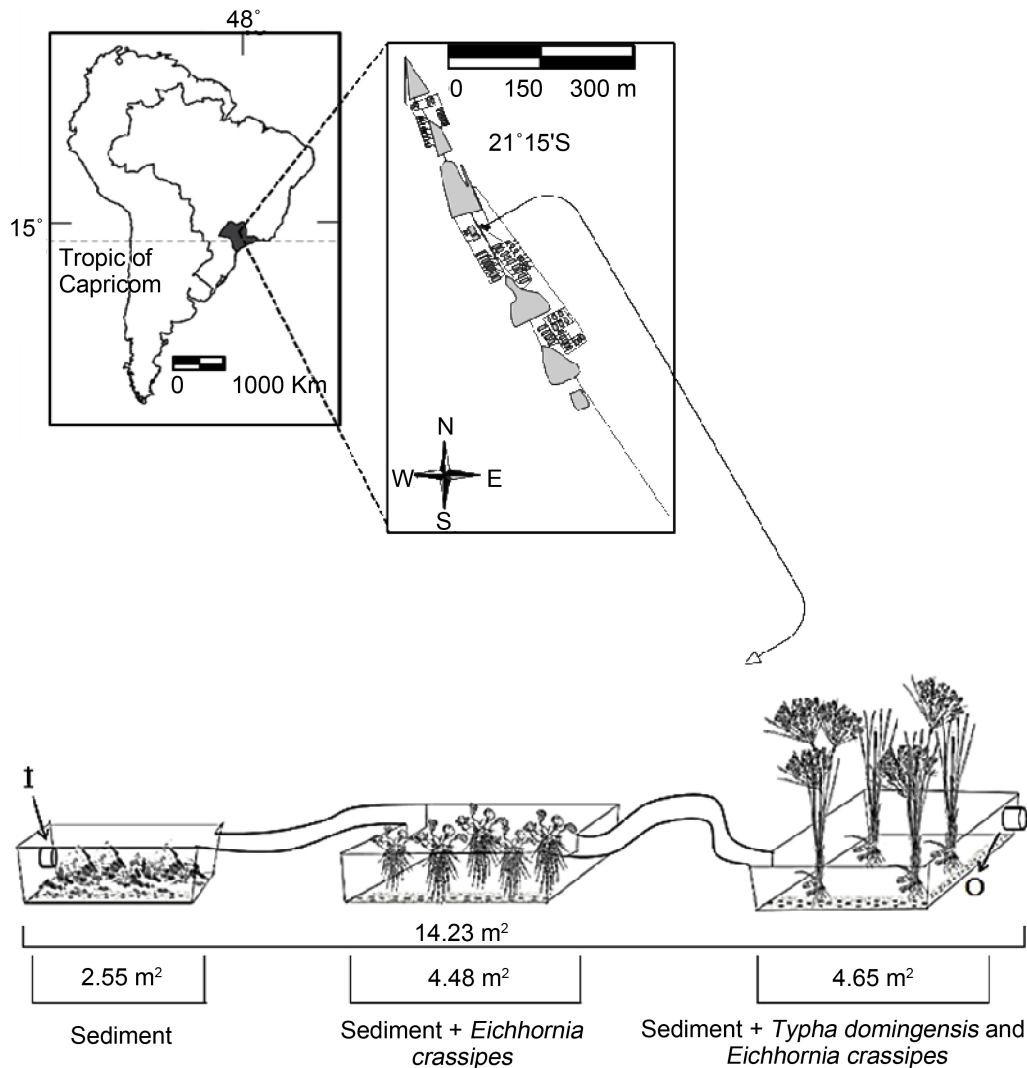 48°
15°
Tropic of
Capricom
0 1000 Km
0 150 300 m
21°15'S
N
W E
S
I
O
14.23 m²
2.55 m²
4.48 m²
4.65 m²
Sediment
Sediment + Eichhornia
crassipes
Sediment + Typha domingensis and
Eichhornia crassipes